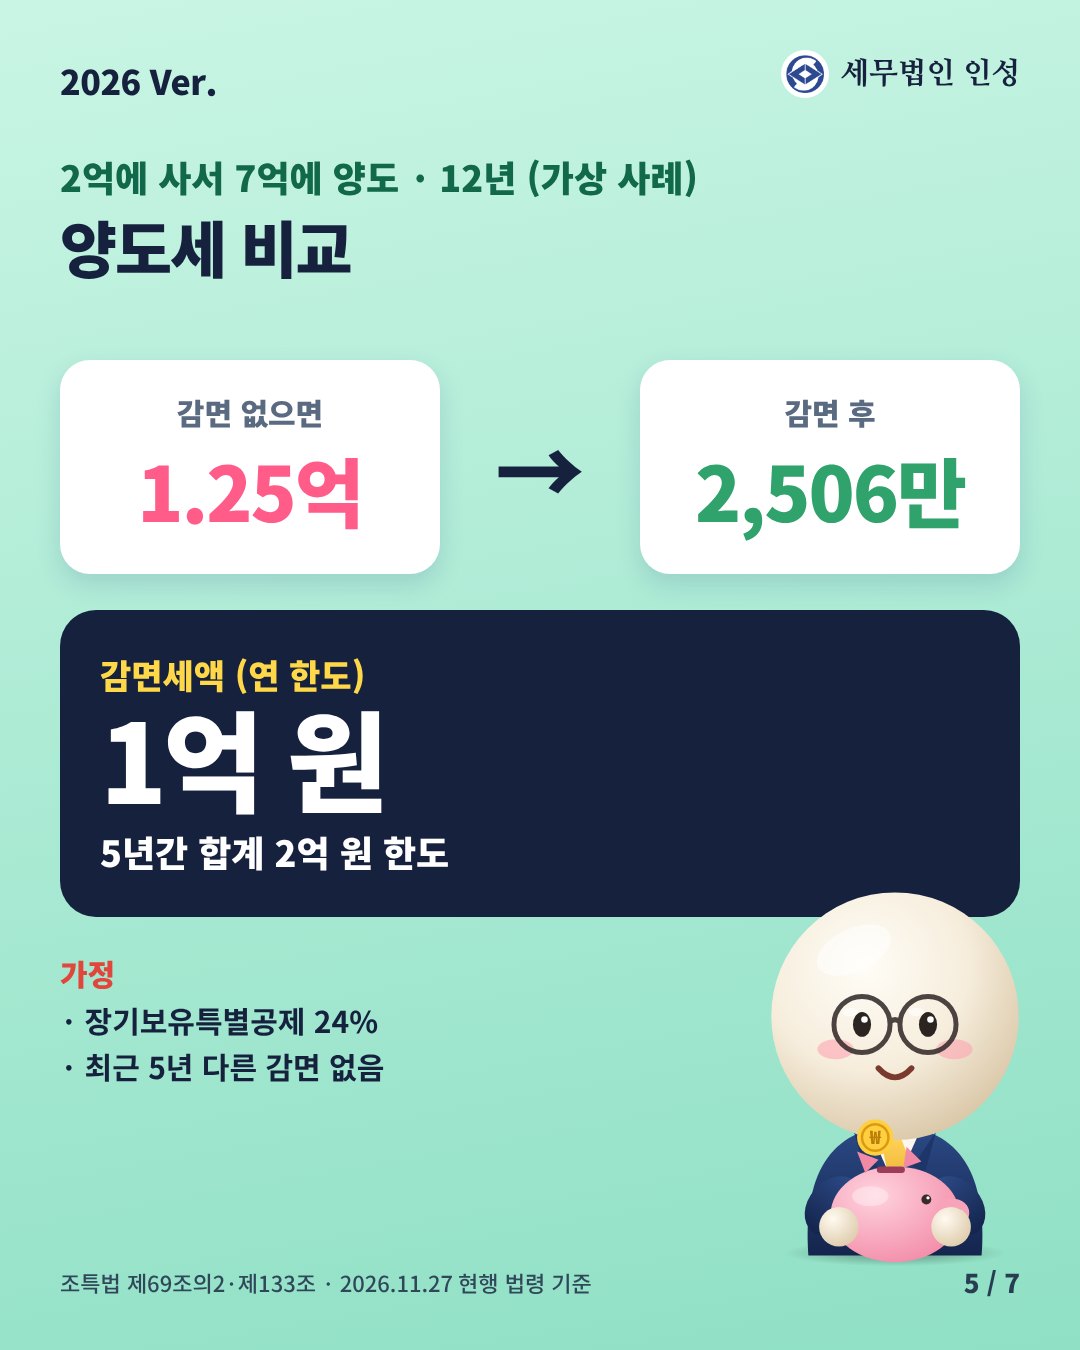 2026 Ver.
세무법인 인성
2억에 사서 7억에 양도 · 12년 (가상 사례)
양도세 비교
감면 없으면
1.25억
→
감면 후
2,506만
감면세액 (연 한도)
1억 원
5년간 합계 2억 원 한도
가정
· 장기보유특별공제 24%
· 최근 5년 다른 감면 없음
₩
조특법 제69조의2·제133조 · 2026.11.27 현행 법령 기준
5 / 7